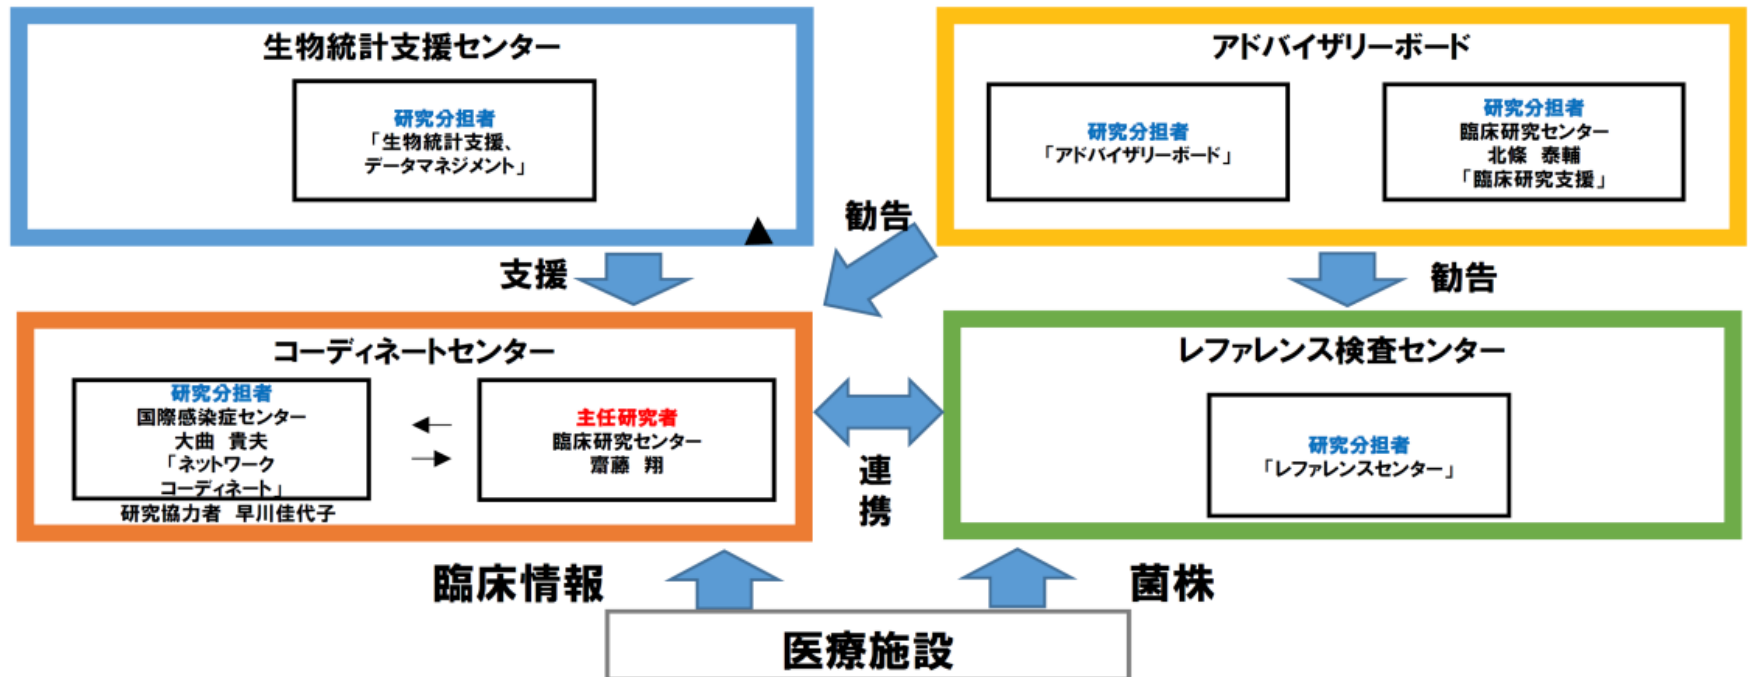 生物統計支援センター
研究分担者
「生物統計支援、
データマネジメント」
アドバイザリーボード
研究分担者
「アドバイザリーボード」
研究分担者
臨床研究センター
北條　泰輔
「臨床研究支援」
勧告
支援
勧告
コーディネートセンター
研究分担者
国際感染症センター
大曲　貴夫
「ネットワーク
コーディネート」
研究協力者　早川佳代子
主任研究者
臨床研究センター
齋藤　翔
連
携
レファレンス検査センター
研究分担者
「レファレンスセンター」
臨床情報
菌株
医療施設